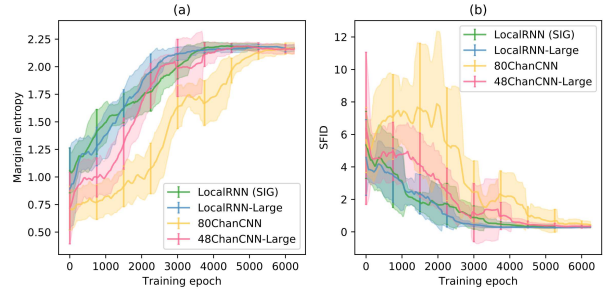 (a)
Marginal entropy
2.25
2.00
1.75
1.50
1.25
1.00
0.75
0.50
LocalRNN (SIG)
LocalRNN-Large
80ChanCNN
48ChanCNN-Large
0 1000 2000 3000 4000 5000 6000
Training epoch
(b)
SFID
12
10
8
6
4
2
0
LocalRNN (SIG)
LocalRNN-Large
80ChanCNN
48ChanCNN-Large
0 1000 2000 3000 4000 5000 6000
Training epoch